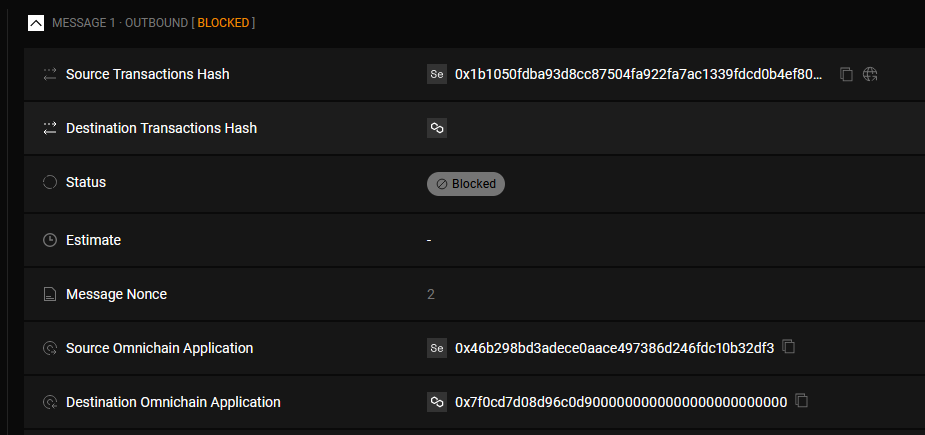 MESSAGE 1 · OUTBOUND [ BLOCKED ]
Source Transactions Hash Se 0x1b1050fdba93d8cc87504fa922fa7ac1339fdcd0b4ef80...
Destination Transactions Hash
Status Blocked
Estimate -
Message Nonce 2
Source Omnichain Application Se 0x46b298bd3adece0aace497386d246fdc10b32df3
Destination Omnichain Application 0x7f0cd7d08d96c0d9000000000000000000000000